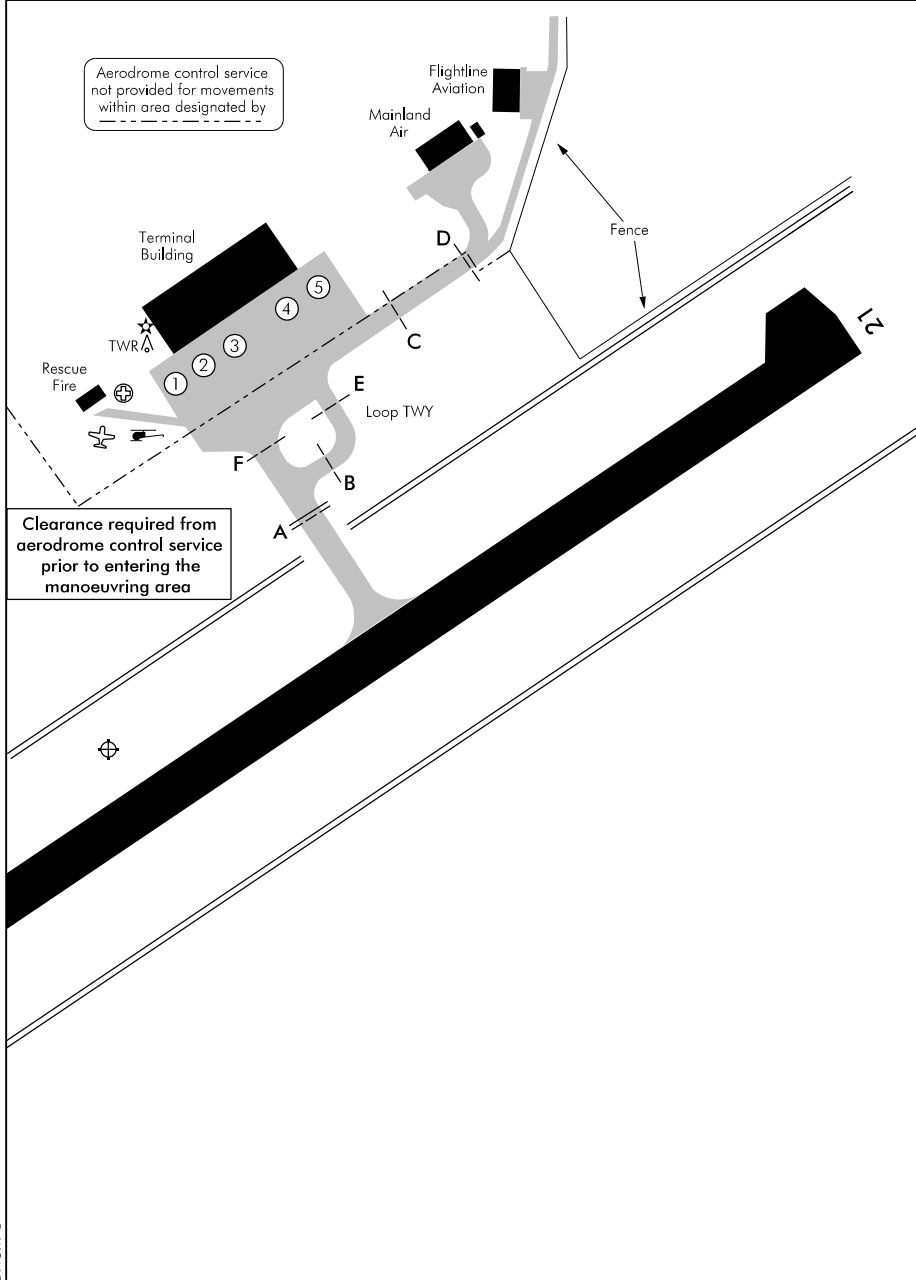 Aerodrome control service
not provided for movements
within area designated by
Flightline
Aviation
Mainland
Air
Terminal
Building
Fence
D
5
4
3
2
1
C
TWR
Rescue
Fire
E
Loop TWY
F
B
A
21
Clearance required from
aerodrome control service
prior to entering the
manoeuvring area